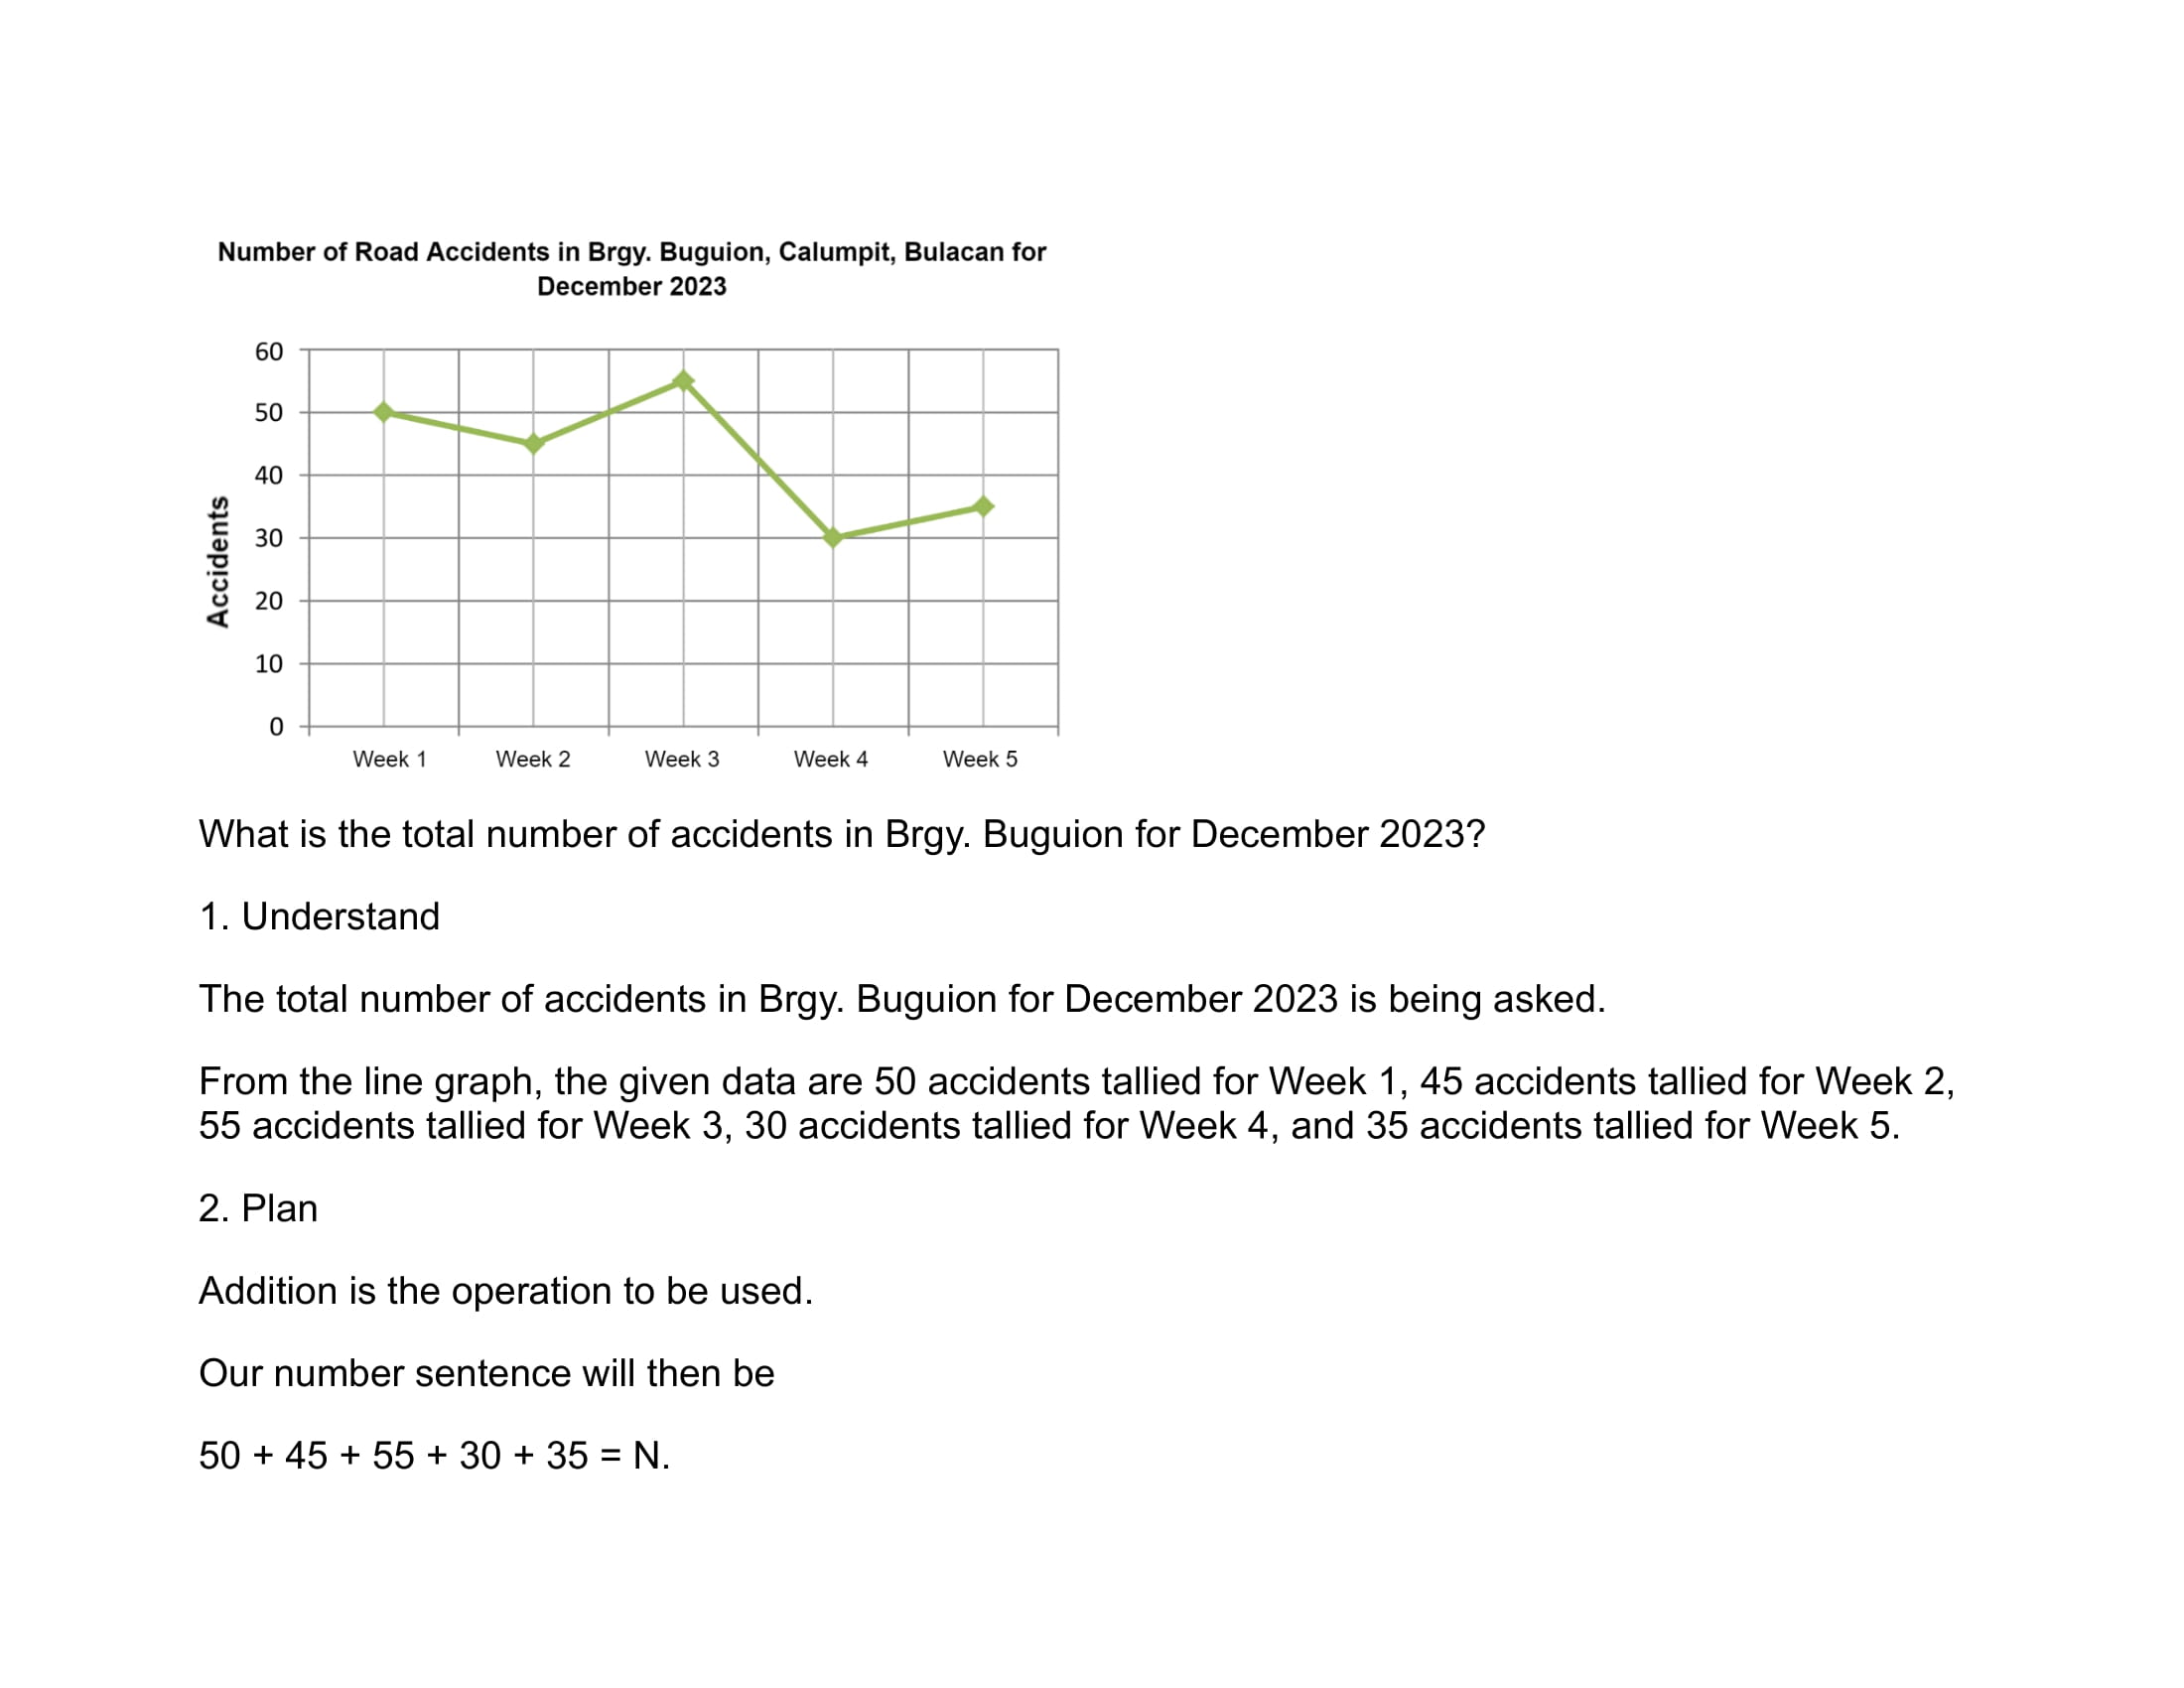 Number of Road Accidents in Brgy. Buguion, Calumpit, Bulacan for
December 2023
60
50
40
30
20
10
0
Accidents
Week 1 Week 2 Week 3 Week 4 Week 5
What is the total number of accidents in Brgy. Buguion for December 2023?
1. Understand
The total number of accidents in Brgy. Buguion for December 2023 is being asked.
From the line graph, the given data are 50 accidents tallied for Week 1, 45 accidents tallied for Week 2,
55 accidents tallied for Week 3, 30 accidents tallied for Week 4, and 35 accidents tallied for Week 5.
2. Plan
Addition is the operation to be used.
Our number sentence will then be
50 + 45 + 55 + 30 + 35 = N.